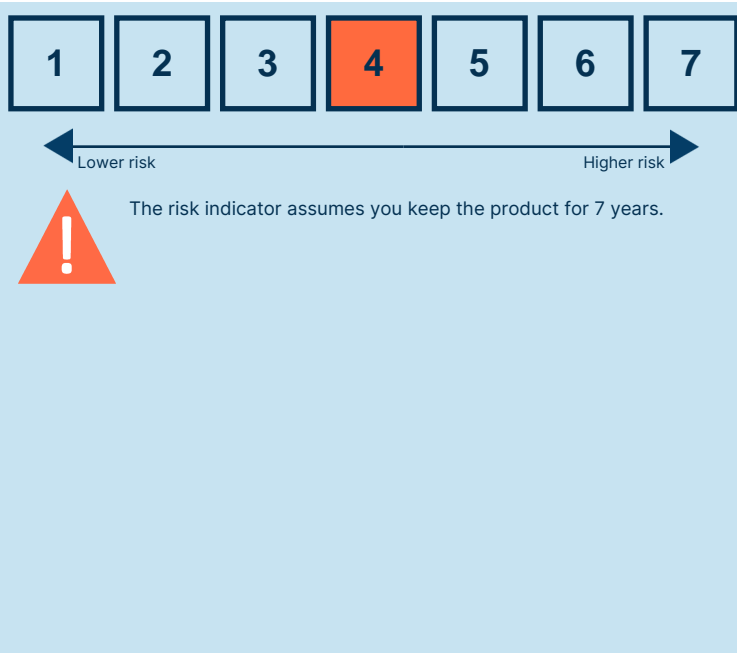 1 2 3 4 5 6 7
Lower risk Higher risk
The risk indicator assumes you keep the product for 7 years.
!